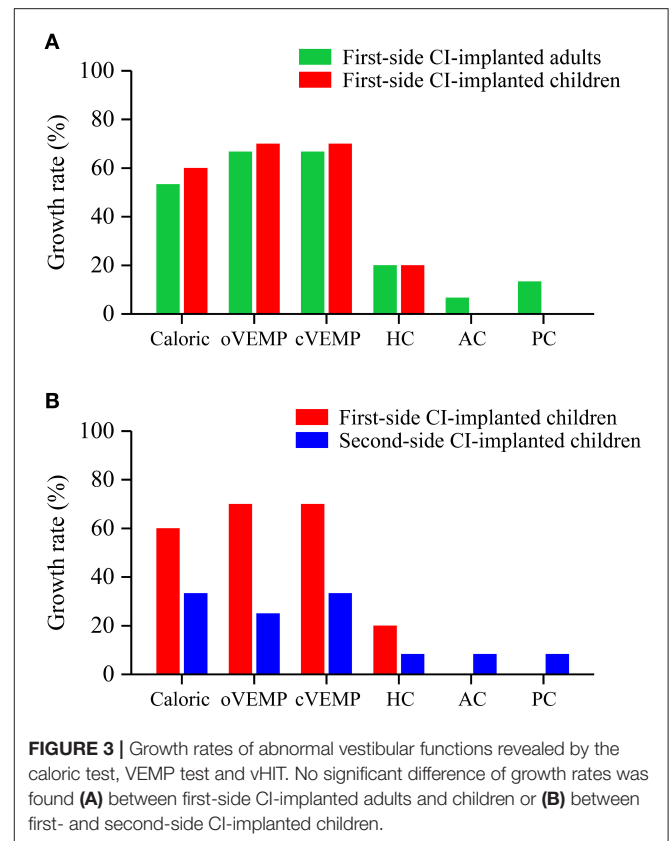 A
First-side CI-implanted adults
First-side CI-implanted children
100
80
60
40
20
0
Growth rate (%)
Caloric oVEMP cVEMP HC AC PC
B
First-side CI-implanted children
Second-side CI-implanted children
100
80
60
40
20
0
Growth rate (%)
Caloric oVEMP cVEMP HC AC PC
FIGURE 3 | Growth rates of abnormal vestibular functions revealed by the
caloric test, VEMP test and vHIT. No significant difference of growth rates was
found (A) between first-side CI-implanted adults and children or (B) between
first- and second-side CI-implanted children.